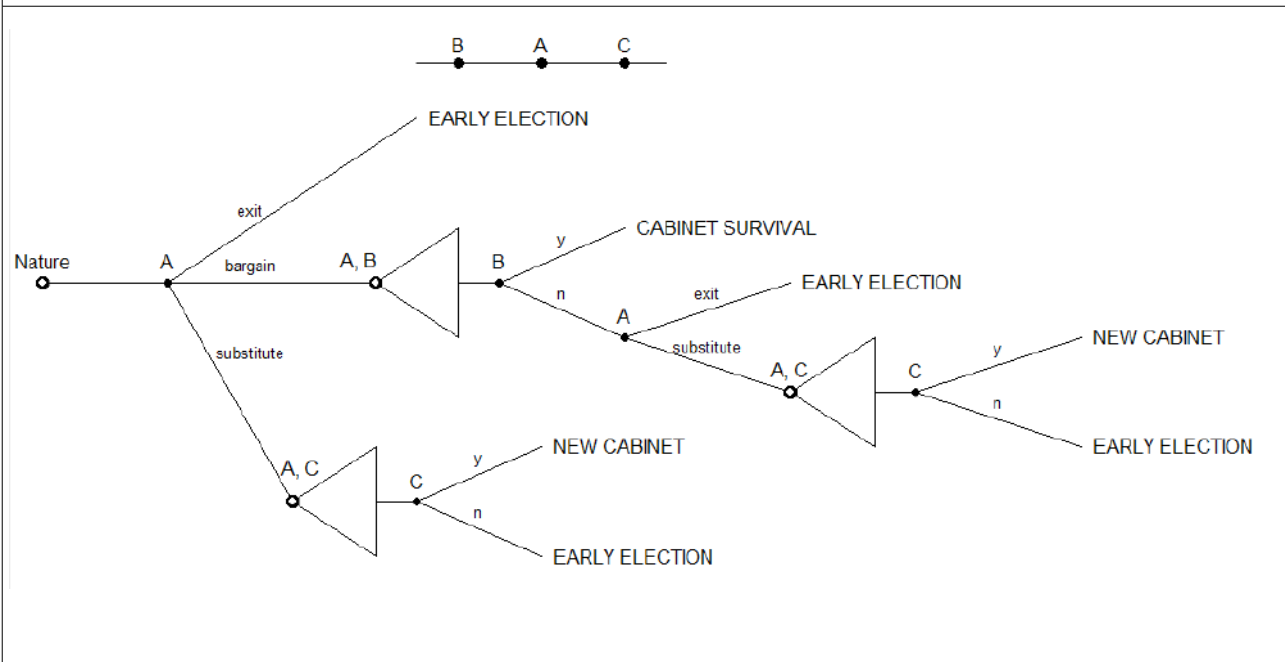 B A C
EARLY ELECTION
exit
CABINET SURVIVAL
y
Nature A bargain A, B B
EARLY ELECTION
exit
n
A
NEW CABINET
substitute
substitute
y
A, C C
n
NEW CABINET
EARLY ELECTION
y
A, C C
n
EARLY ELECTION